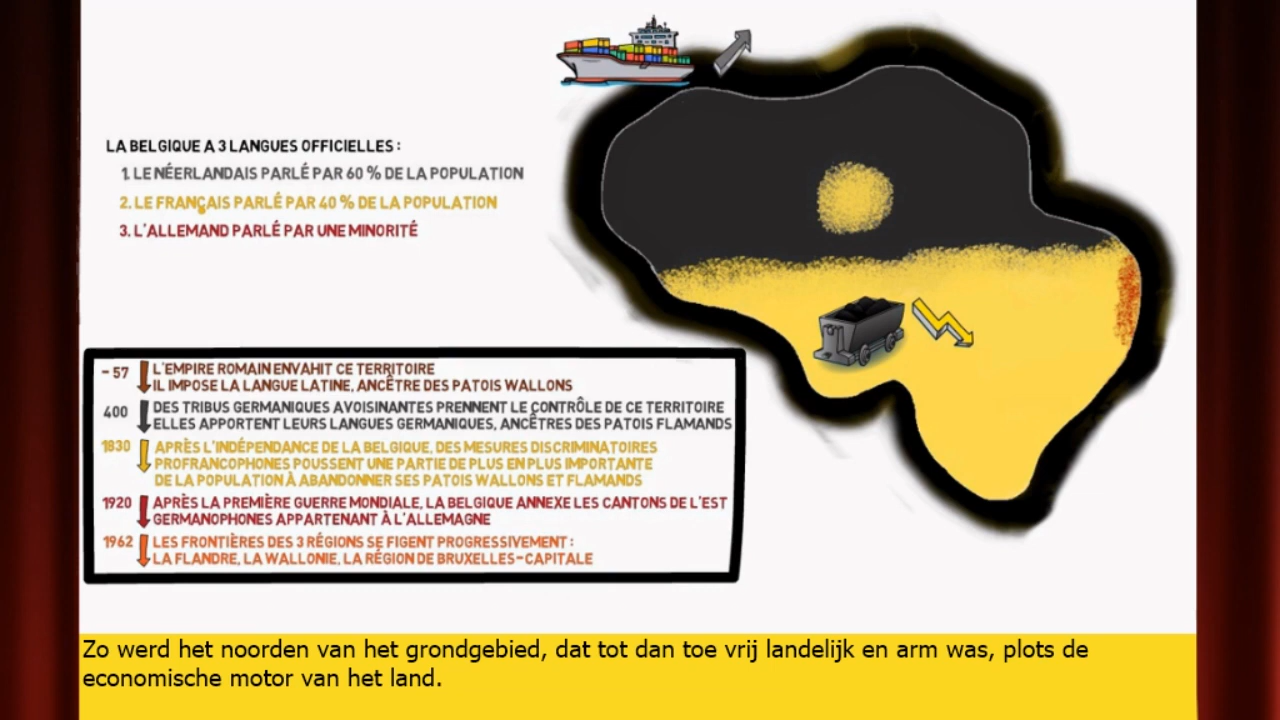 LA BELGIQUE A 3 LANGUES OFFICIELLES :
1. LE NÉERLANDAIS PARLÉ PAR 60 % DE LA POPULATION
2. LE FRANÇAIS PARLÉ PAR 40 % DE LA POPULATION
3. L'ALLEMAND PARLÉ PAR UNE MINORITÉ
- 57 L'EMPIRE ROMAIN ENVAHIT CE TERRITOIRE
IL IMPOSE LA LANGUE LATINE, ANCÊTRE DES PATOIS WALLONS
400 DES TRIBUS GERMANIQUES AVOISINANTES PRENNENT LE CONTRÔLE DE CE TERRITOIRE
ELLES APPORTENT LEURS LANGUES GERMANIQUES, ANCÊTRES DES PATOIS FLAMANDS
1830 APRÈS L'INDÉPENDANCE DE LA BELGIQUE, DES MESURES DISCRIMINATOIRES
PROFRANCOPHONES POUSSENT UNE PARTIE DE PLUS EN PLUS IMPORTANTE
DE LA POPULATION À ABANDONNER SES PATOIS WALLONS ET FLAMANDS
1920 APRÈS LA PREMIÈRE GUERRE MONDIALE, LA BELGIQUE ANNEXE LES CANTONS DE L'EST
GERMANOPHONES APPARTENANT À L'ALLEMAGNE
1962 LES FRONTIÈRES DES 3 RÉGIONS SE FIGENT PROGRESSIVEMENT :
LA FLANDRE, LA WALLONIE, LA RÉGION DE BRUXELLES-CAPITALE
Zo werd het noorden van het grondgebied, dat tot dan toe vrij landelijk en arm was, plots de
economische motor van het land.